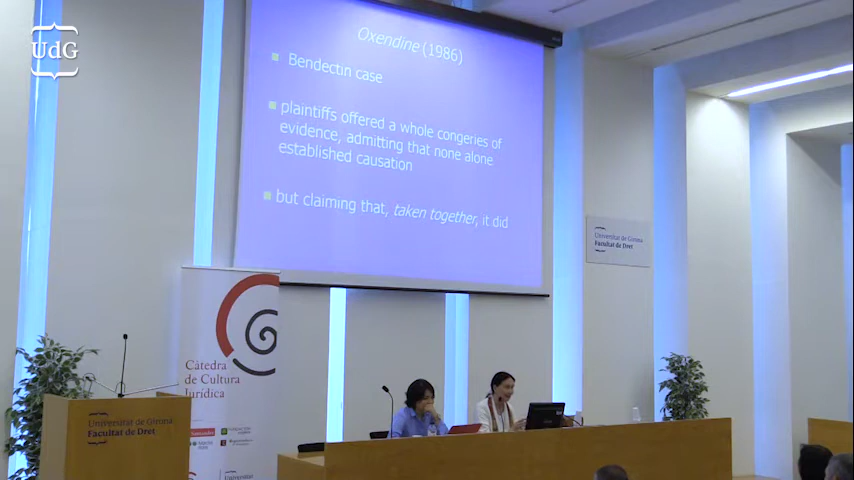 UdG
Oxendine (1986)
Bendectin case
plaintiffs offered a whole congeries of
evidence, admitting that none alone
established causation
but claiming that, taken together, it did
Universitat de Girona
Facultat de Dret
Càtedra
de Cultura
Jurídica
Universitat de Girona
Facultat de Dret